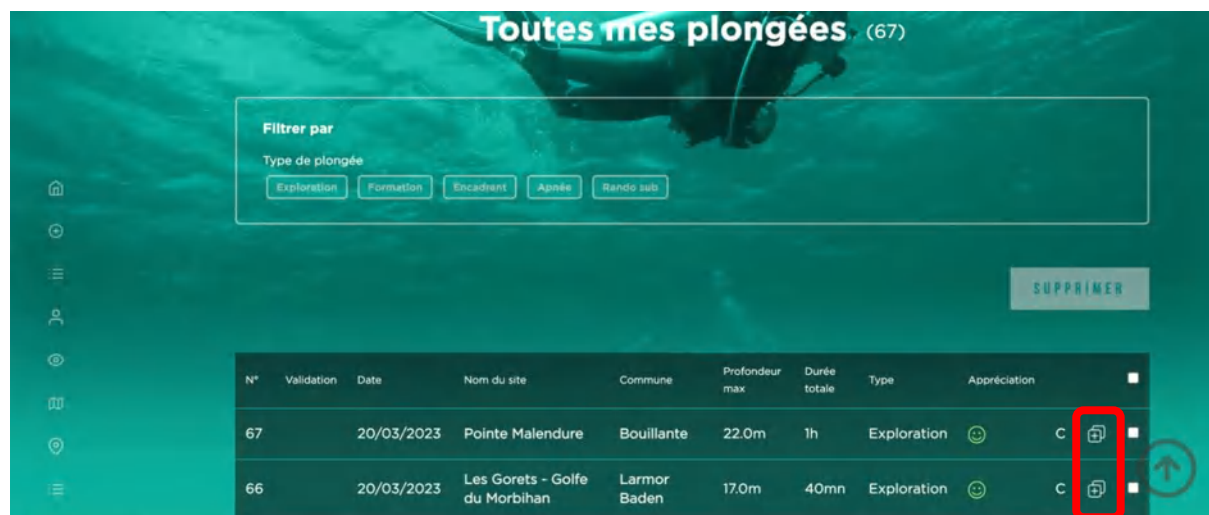 Toutes mes plongées (67)
Filtrer par
Type de plongée
Exploration Formation Encadrant Apnée Rando sub
SUPPRIMER
N° Validation Date Nom du site Commune Profondeur max Durée totale Type Appréciation
67 20/03/2023 Pointe Malendure Bouillante 22.0m 1h Exploration C
66 20/03/2023 Les Gorets - Golfe du Morbihan Larmor Baden 17.0m 40mn Exploration C